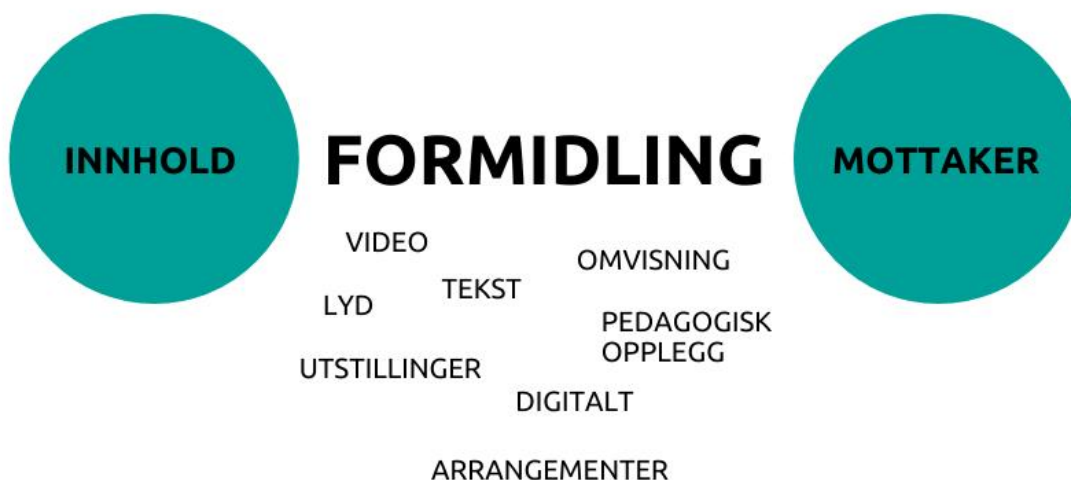 INNHOLD
FORMIDLING
MOTTAKER
VIDEO
OMVISNING
TEKST
LYD
PEDAGOGISK
OPPLEGG
UTSTILLINGER
DIGITALT
ARRANGEMENTER